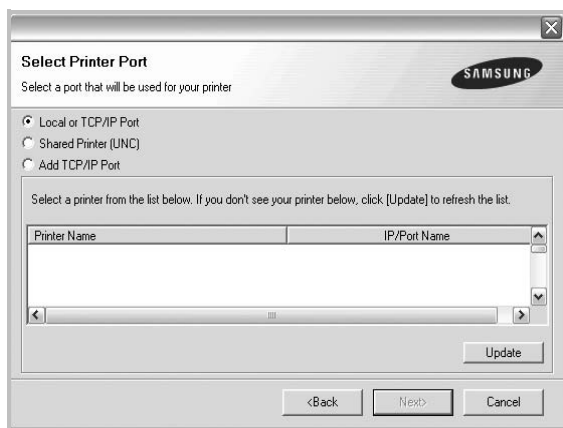 Select Printer Port
Select a port that will be used for your printer
SAMSUNG
Local or TCP/IP Port
Shared Printer (UNC)
Add TCP/IP Port
Select a printer from the list below. If you don't see your printer below, click [Update] to refresh the list.
Printer Name IP/Port Name
Update
<Back Next> Cancel